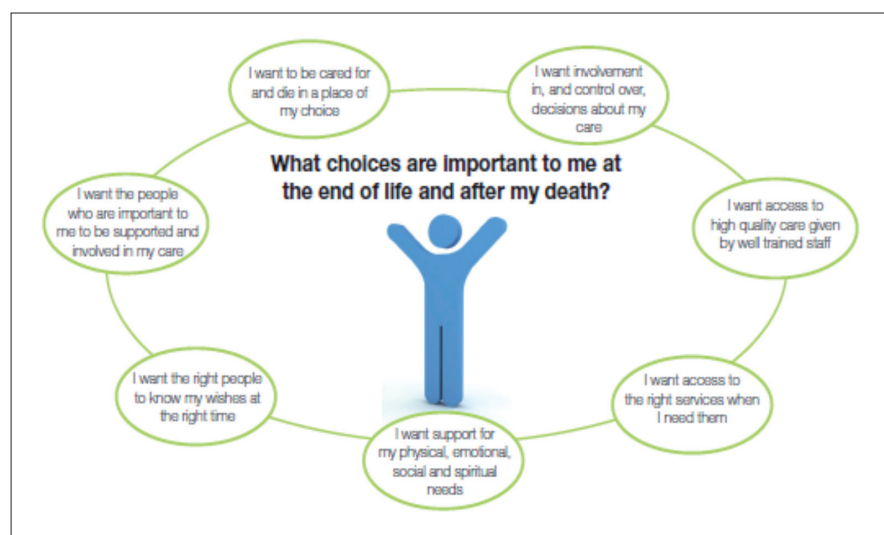 I want to be cared for
and die in a place of
my choice
I want involvement
in, and control over,
decisions about my
care
What choices are important to me at
the end of life and after my death?
I want the people
who are important to
me to be supported and
involved in my care
I want access to
high quality care given
by well trained staff
I want the right people
to know my wishes at
the right time
I want access to
the right services when
I need them
I want support for
my physical, emotional,
social and spiritual
needs